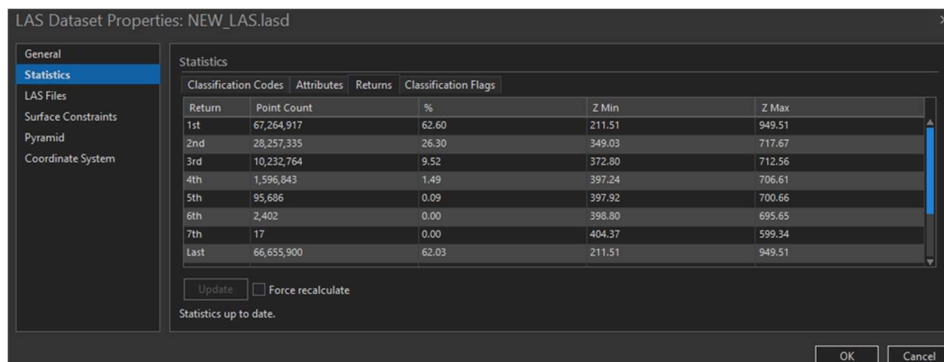 LAS Dataset Properties: NEW_LAS.lasd
General
Statistics
LAS Files
Surface Constraints
Pyramid
Coordinate System
Statistics
Classification Codes Attributes Returns Classification Flags
Return Point Count % Z Min Z Max
1st 67,264,917 62.60 211.51 949.51
2nd 28,257,335 26.30 349.03 717.67
3rd 10,232,764 9.52 372.80 712.56
4th 1,596,843 1.49 397.24 706.61
5th 95,686 0.09 397.92 700.66
6th 2,402 0.00 398.80 695.65
7th 17 0.00 404.37 599.34
Last 66,655,900 62.03 211.51 949.51
Update Force recalculate
Statistics up to date.
OK Cancel